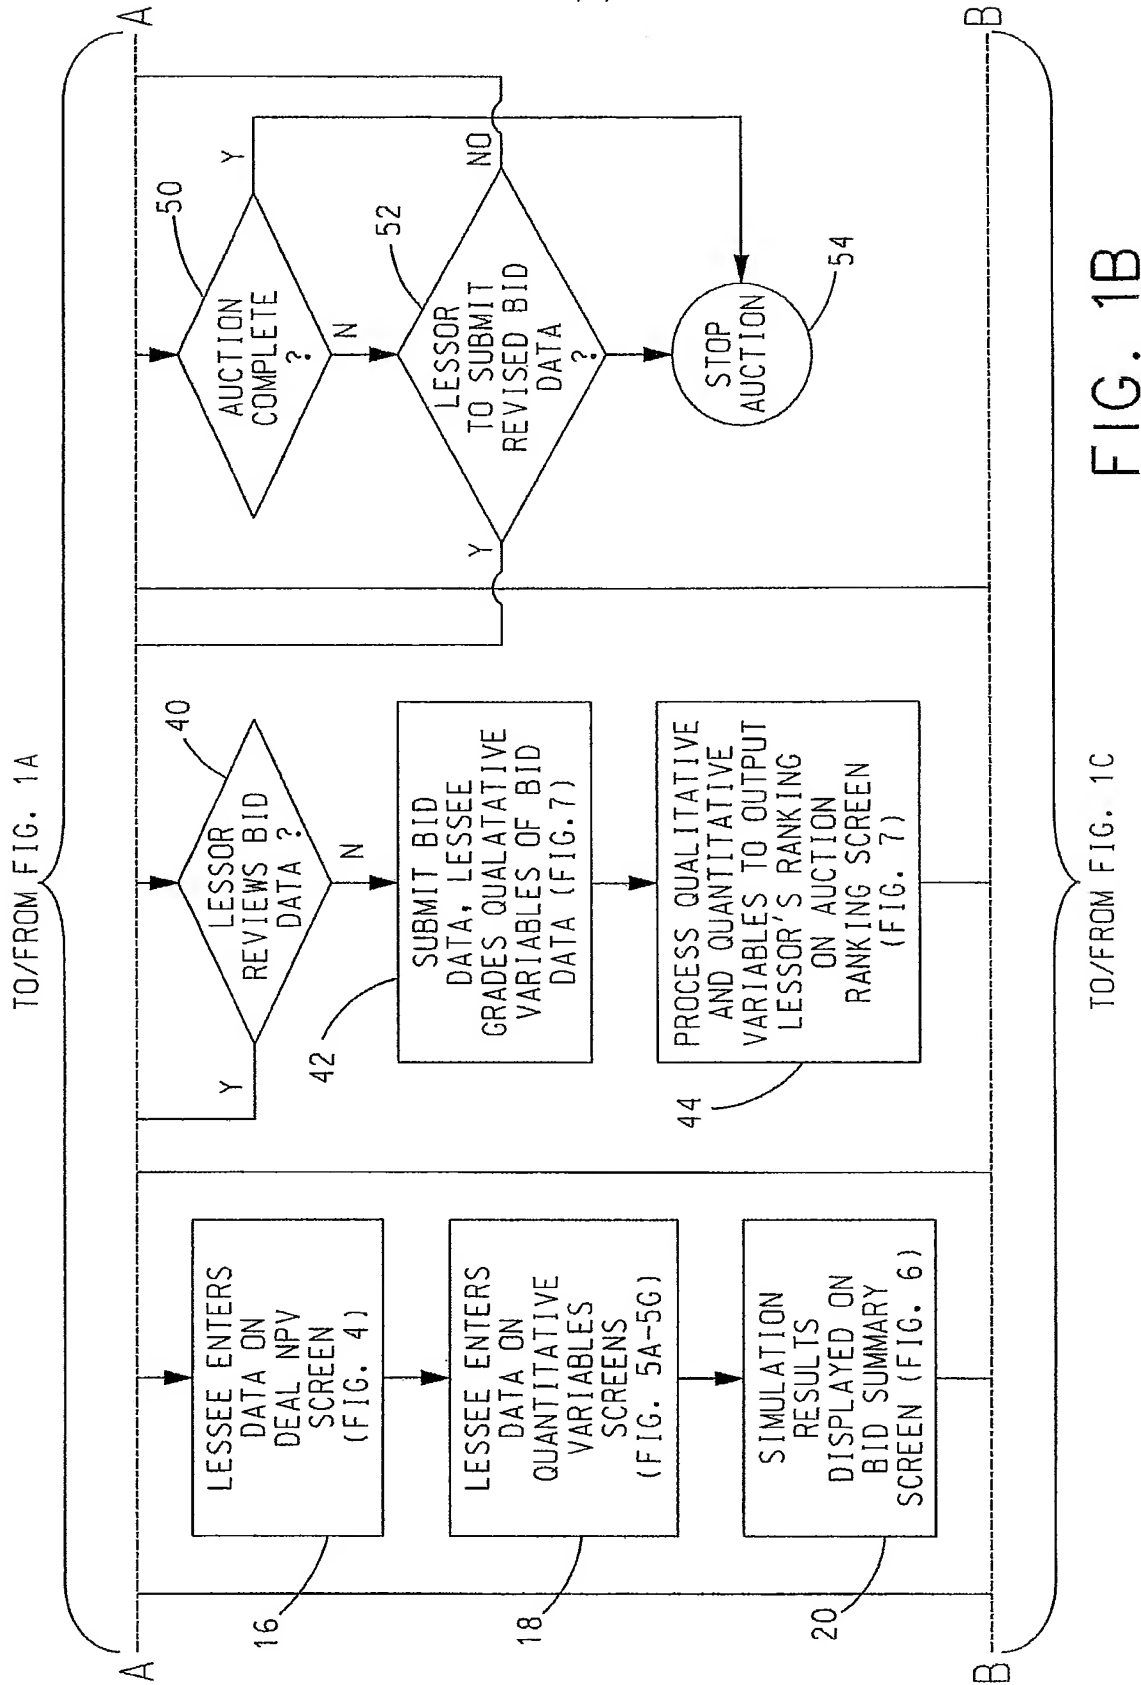 TO/FROM FIG. 1A
A
A
LESSEE ENTERS
DATA ON
DEAL NPV
SCREEN
(FIG. 4)
16
LESSEE ENTERS
DATA ON
QUANTITATIVE
VARIABLES
SCREENS
(FIG. 5A-5G)
18
SIMULATION
RESULTS
DISPLAYED ON
BID SUMMARY
SCREEN (FIG. 6)
20
LESSOR
REVIEWS BID
DATA ?
40
Y
N
SUBMIT BID
DATA, LESSEE
GRADES QUALATATIVE
VARIABLES OF BID
DATA (FIG.7)
42
PROCESS QUALITATIVE
AND QUANTITATIVE
VARIABLES TO OUTPUT
LESSOR'S RANKING
ON AUCTION
RANKING SCREEN
(FIG. 7)
44
AUCTION
COMPLETE
?
50
Y
N
LESSOR
TO SUBMIT
REVISED BID
DATA
?
52
Y
NO
STOP
AUCTION
54
B
B
TO/FROM FIG. 1C
FIG. 1B